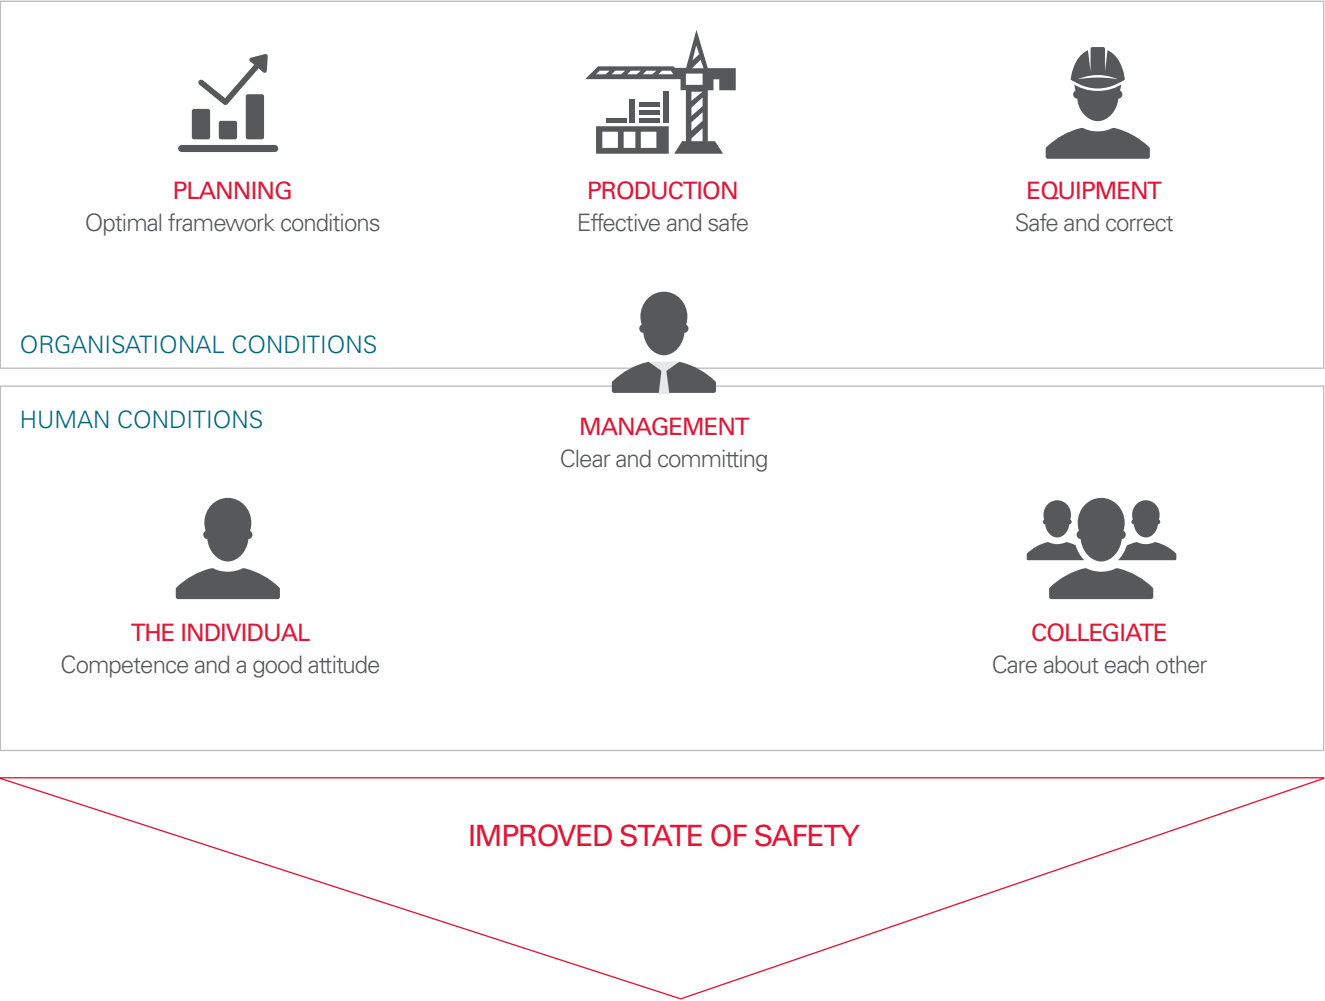 PLANNING
Optimal framework conditions
PRODUCTION
Effective and safe
EQUIPMENT
Safe and correct
ORGANISATIONAL CONDITIONS
HUMAN CONDITIONS
MANAGEMENT
Clear and committing
THE INDIVIDUAL
Competence and a good attitude
COLLEGIATE
Care about each other
IMPROVED STATE OF SAFETY